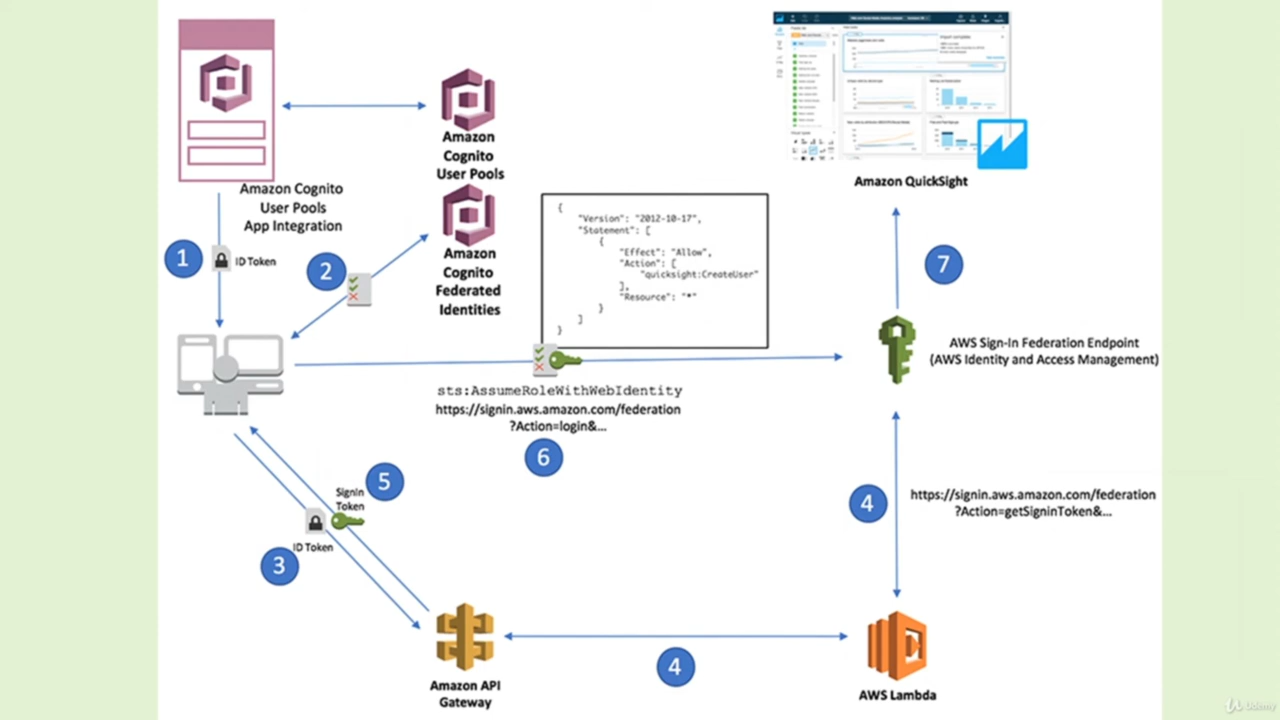 Amazon Cognito
User Pools
App Integration
Amazon
Cognito
User Pools
Amazon
Cognito
Federated
Identities
Amazon QuickSight
1
ID Token
2
{
"Version": "2012-10-17",
"Statement": [
{
"Effect": "Allow",
"Action": [
"quicksight:CreateUser"
],
"Resource": "*"
}
]
}
7
AWS Sign-In Federation Endpoint
(AWS Identity and Access Management)
sts:AssumeRoleWithWebIdentity
https://signin.aws.amazon.com/federation
?Action=login&...
6
5
SignIn
Token
ID Token
3
4
https://signin.aws.amazon.com/federation
?Action=getSigninToken&...
4
Amazon API
Gateway
AWS Lambda
Udemy